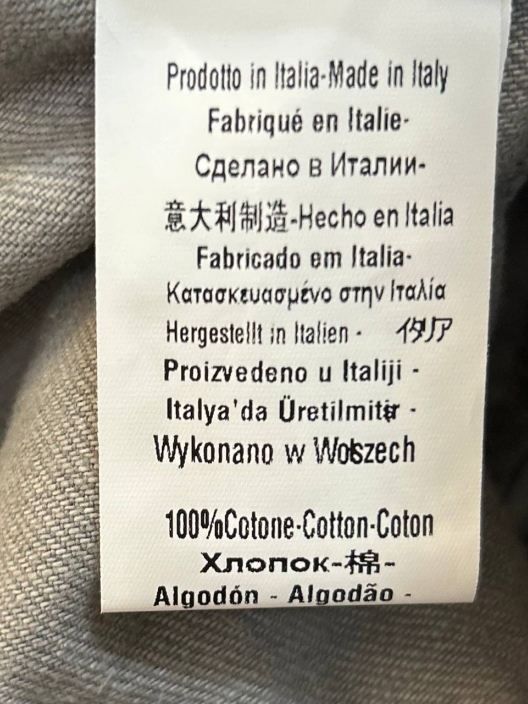 Prodotto in Italia-Made in Italy
Fabriqué en Italie-
Сделано в Италии-
意大利制造-Hecho en Italia
Fabricado em Italia-
Κατασκευασμένο στην Ιταλία
Hergestellt in Italien - イタリア
Proizvedeno u Italiji -
Italya'da Üretilmitşr -
Wykonano w Wołszech
100%Cotone-Cotton-Coton
Хлопок-棉-
Algodón - Algodão -